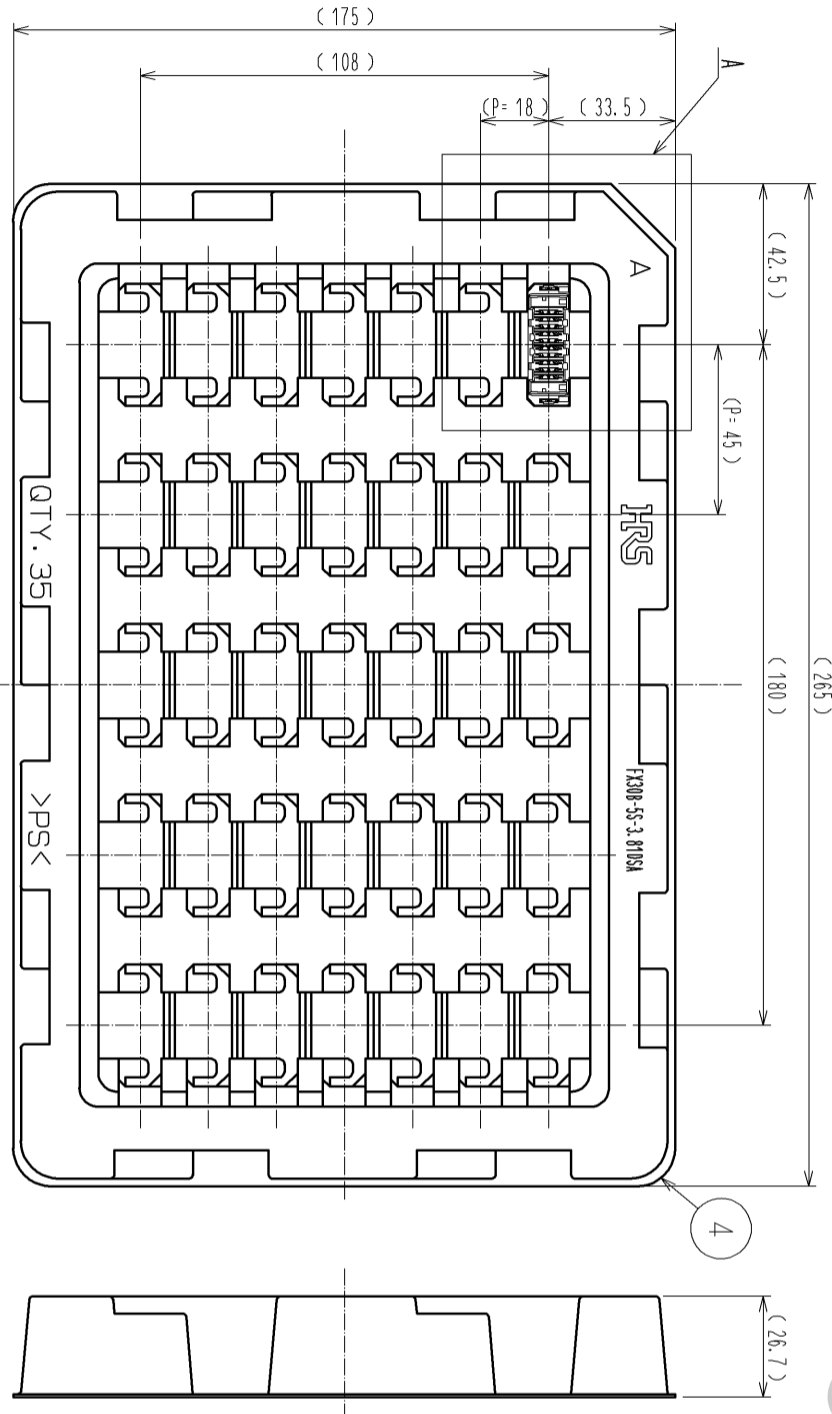 ( 175 )
( 108 )
(P= 18 )
( 33.5 )
A
( 42.5 )
A
(P= 45 )
HRS
QTY. 35
( 265 )
( 180 )
FX30B-5S-3.81DSA
>PS<
4
( 26.7 )